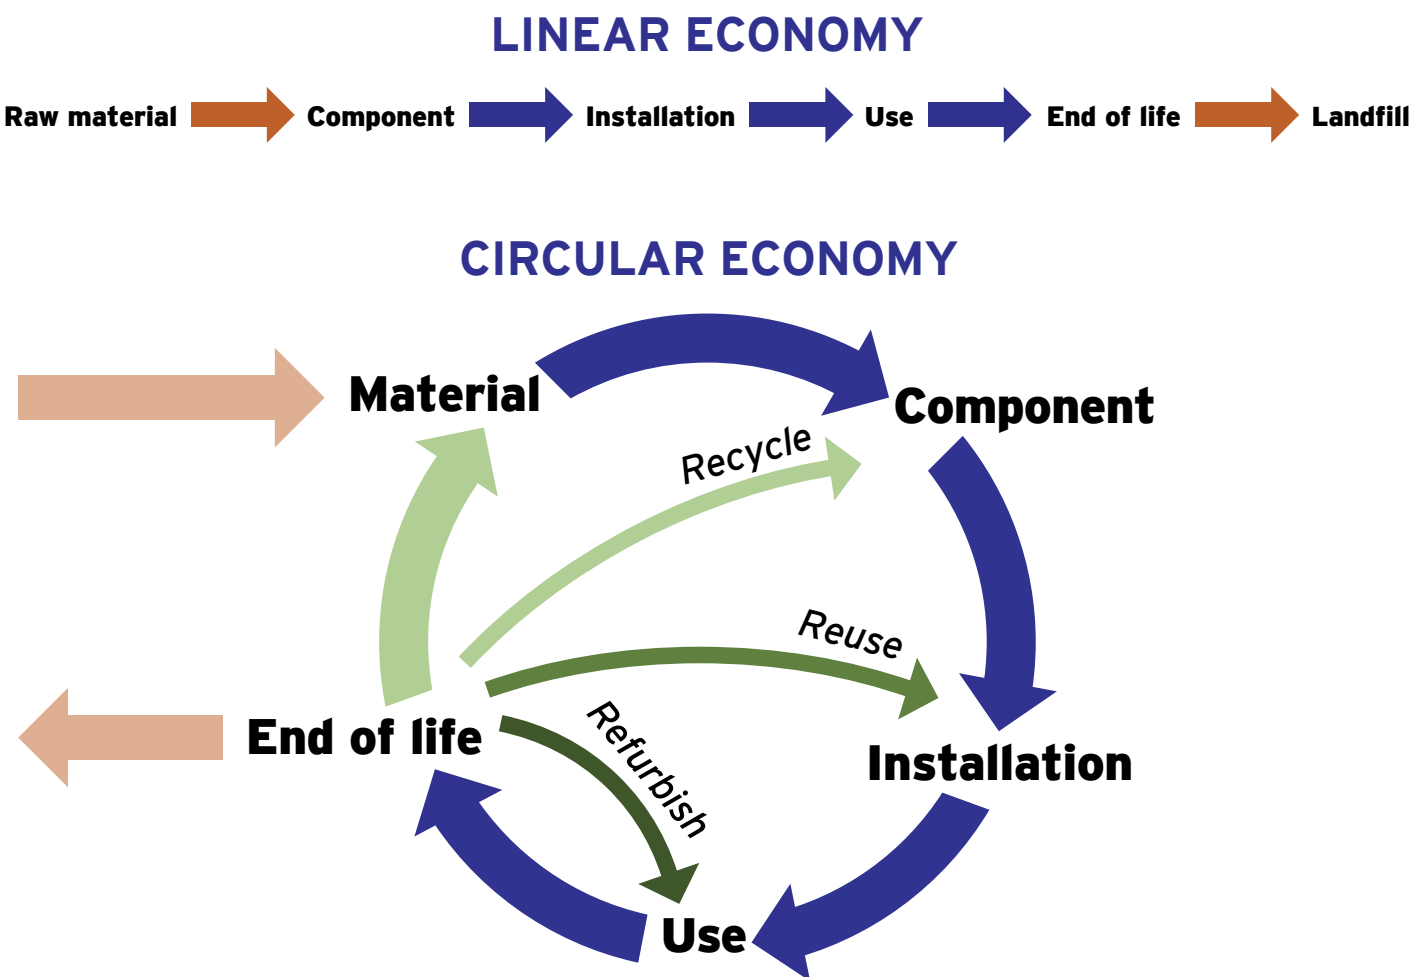 LINEAR ECONOMY
Raw material Component Installation Use End of life Landfill
CIRCULAR ECONOMY
Material
Component
Recycle
Reuse
Refurbish
End of life
Installation
Use